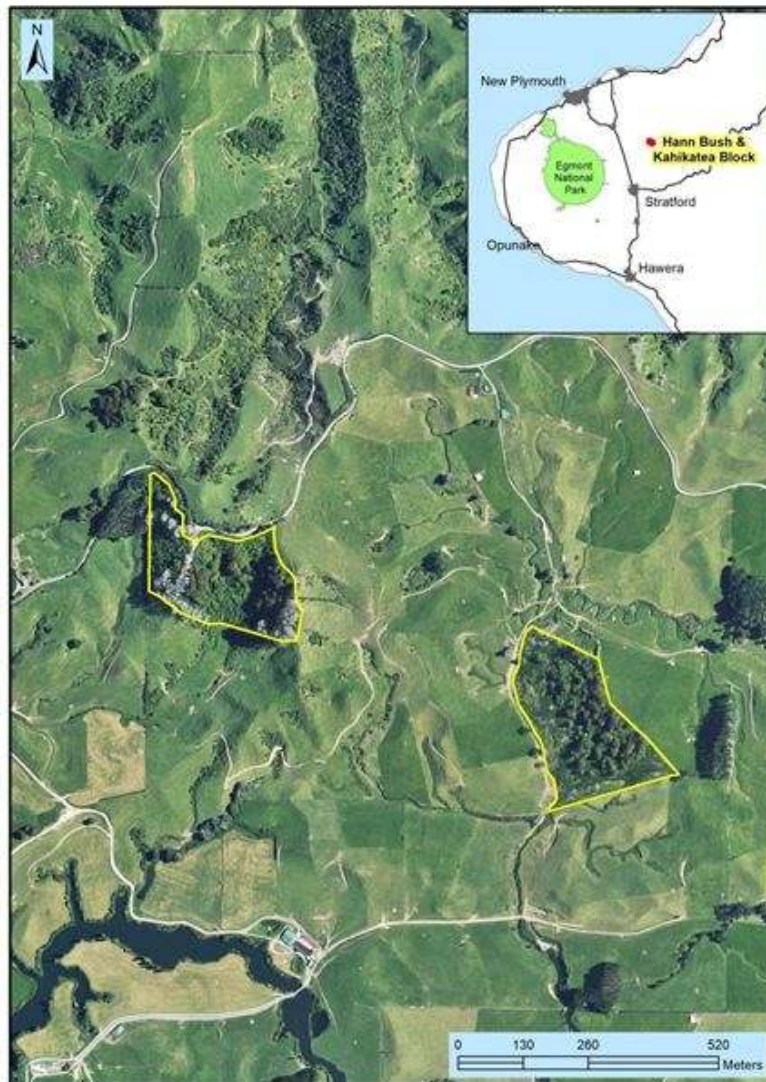 N
New Plymouth
Hann Bush &
Kahikatea Block
Egmont
National
Park
Stratford
Opunake
Hawera
0 130 260 520
Meters